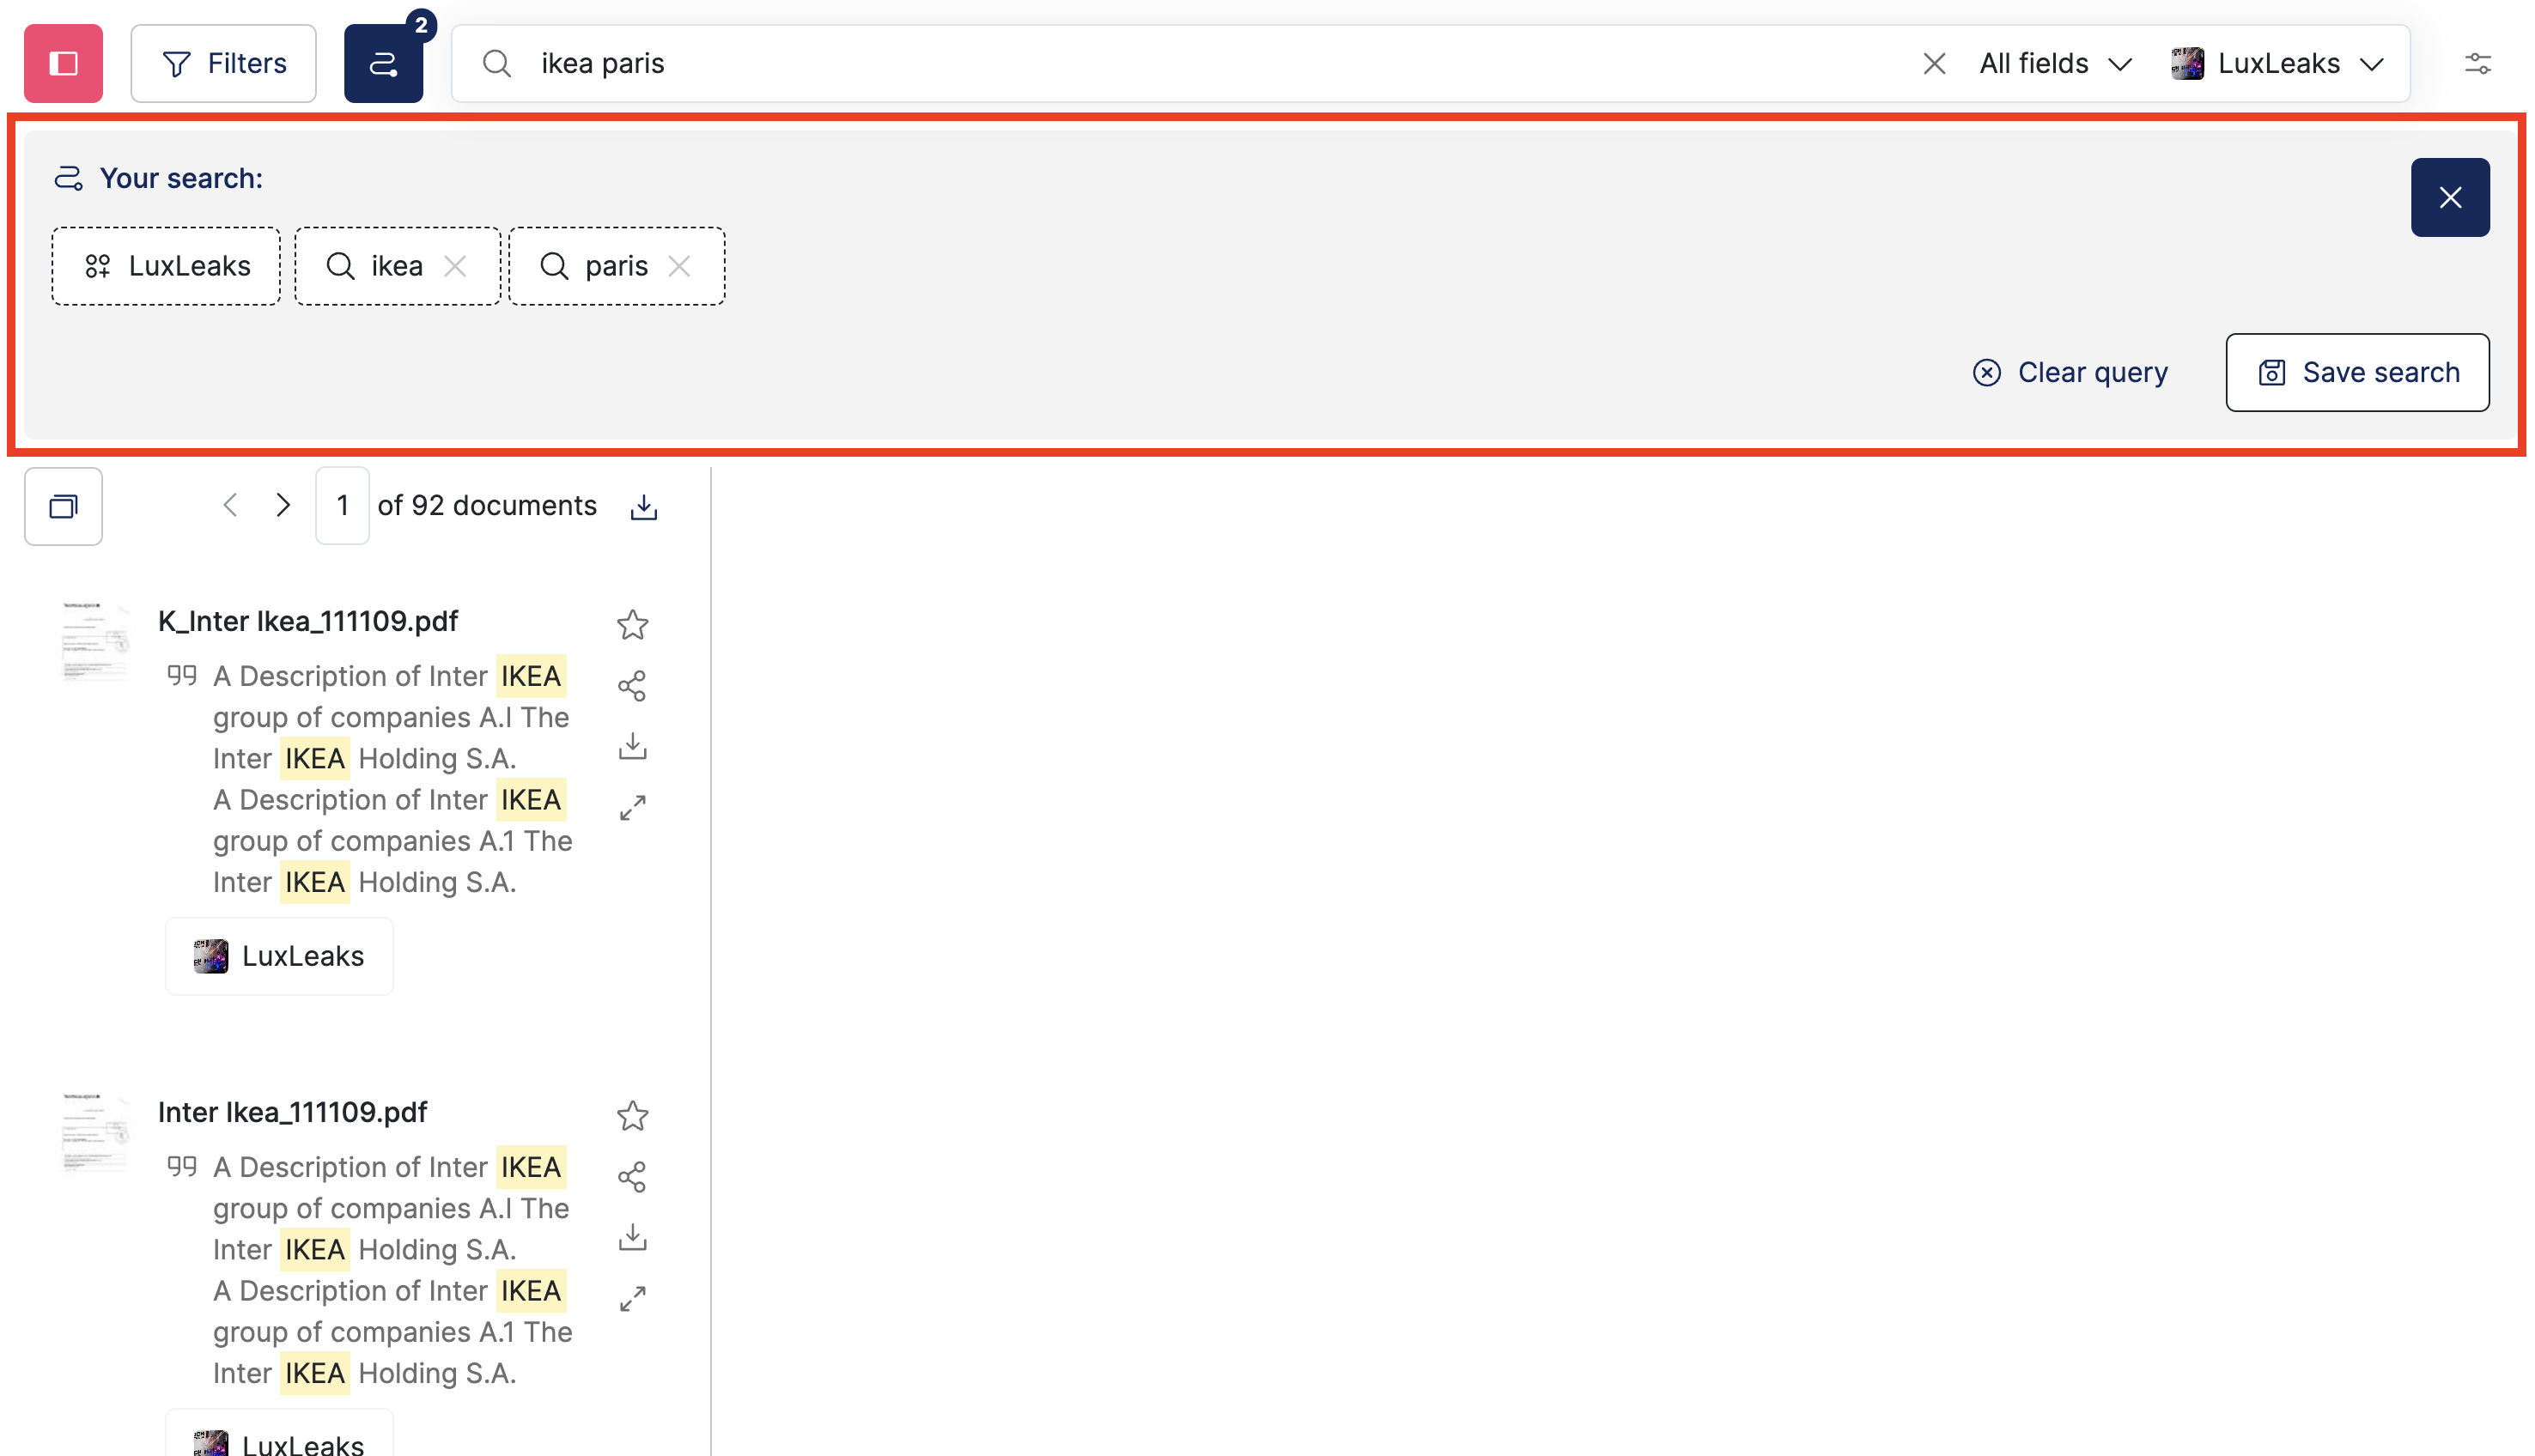 Filters
2
ikea paris
All fields
LuxLeaks
Your search:
LuxLeaks
ikea
paris
Clear query
Save search
1 of 92 documents
K_Inter Ikea_111109.pdf
A Description of Inter IKEA
group of companies A.I The
Inter IKEA Holding S.A.
A Description of Inter IKEA
group of companies A.1 The
Inter IKEA Holding S.A.
LuxLeaks
Inter Ikea_111109.pdf
A Description of Inter IKEA
group of companies A.I The
Inter IKEA Holding S.A.
A Description of Inter IKEA
group of companies A.1 The
Inter IKEA Holding S.A.
LuxLeaks